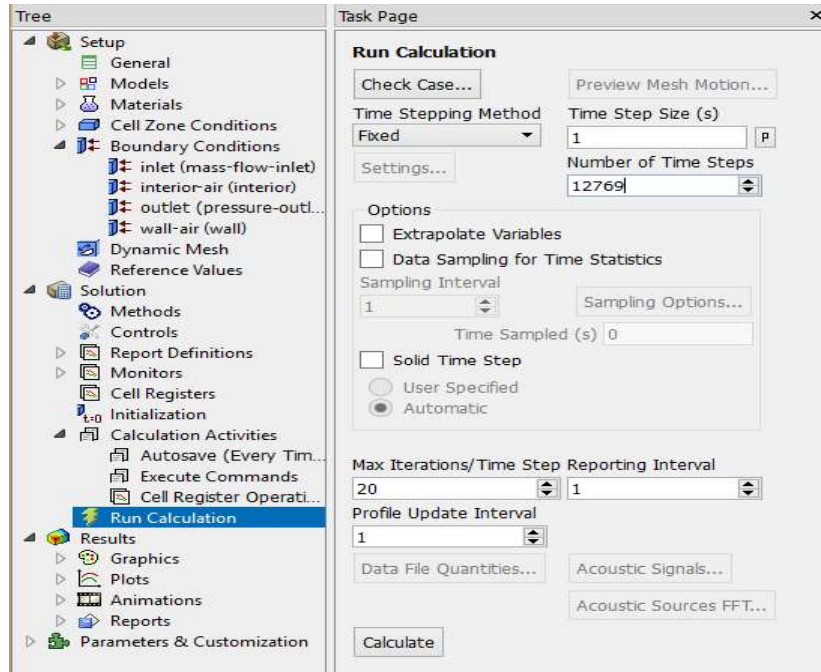 Tree
Setup
General
Models
Materials
Cell Zone Conditions
Boundary Conditions
inlet (mass-flow-inlet)
interior-air (interior)
outlet (pressure-outl...
wall-air (wall)
Dynamic Mesh
Reference Values
Solution
Methods
Controls
Report Definitions
Monitors
Cell Registers
t=0 Initialization
Calculation Activities
Autosave (Every Tim...
Execute Commands
Cell Register Operati...
Run Calculation
Results
Graphics
Plots
Animations
Reports
Parameters & Customization
Task Page
Run Calculation
Check Case... Preview Mesh Motion...
Time Stepping Method Time Step Size (s)
Fixed 1 P
Settings... Number of Time Steps
12769
Options
Extrapolate Variables
Data Sampling for Time Statistics
Sampling Interval
1 Sampling Options...
Time Sampled (s) 0
Solid Time Step
User Specified
Automatic
Max Iterations/Time Step Reporting Interval
20 1
Profile Update Interval
1
Data File Quantities... Acoustic Signals...
Acoustic Sources FFT...
Calculate